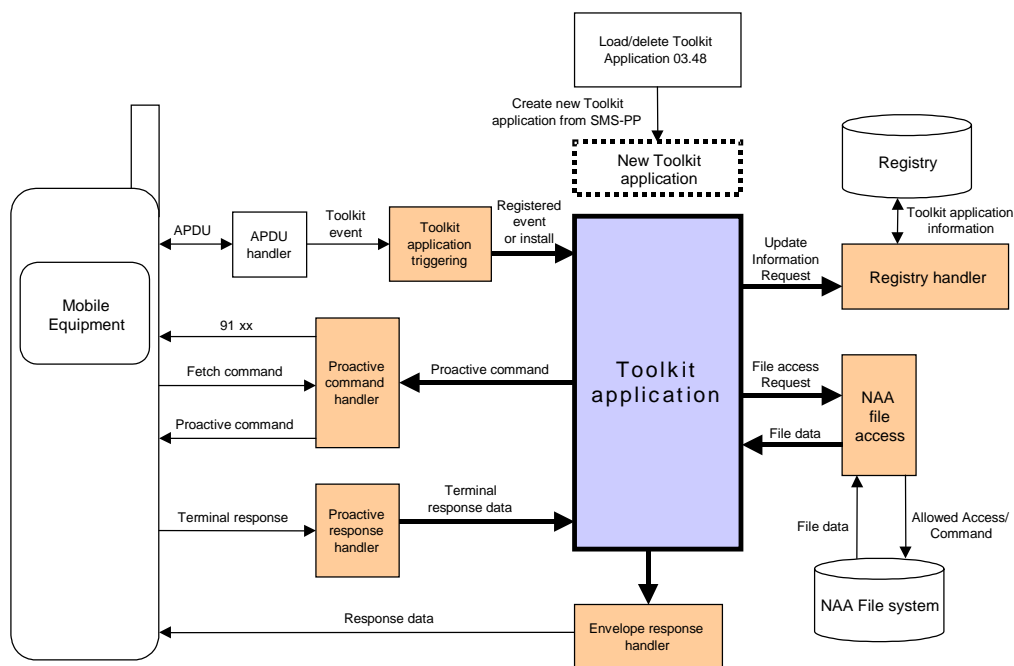 Load/delete Toolkit
Application 03.48
Create new Toolkit
application from SMS-PP
New Toolkit
application
Registry
Toolkit application
information
Registry handler
APDU
APDU
handler
Toolkit
event
Toolkit
application
triggering
Registered
event
or install
Update
Information
Request
Mobile
Equipment
91 xx
Fetch command
Proactive command
Proactive
command
handler
Proactive command
Toolkit
application
File access
Request
File data
NAA
file
access
File data
Allowed Access/
Command
NAA File system
Terminal response
Proactive
response
handler
Terminal
response data
Response data
Envelope response
handler